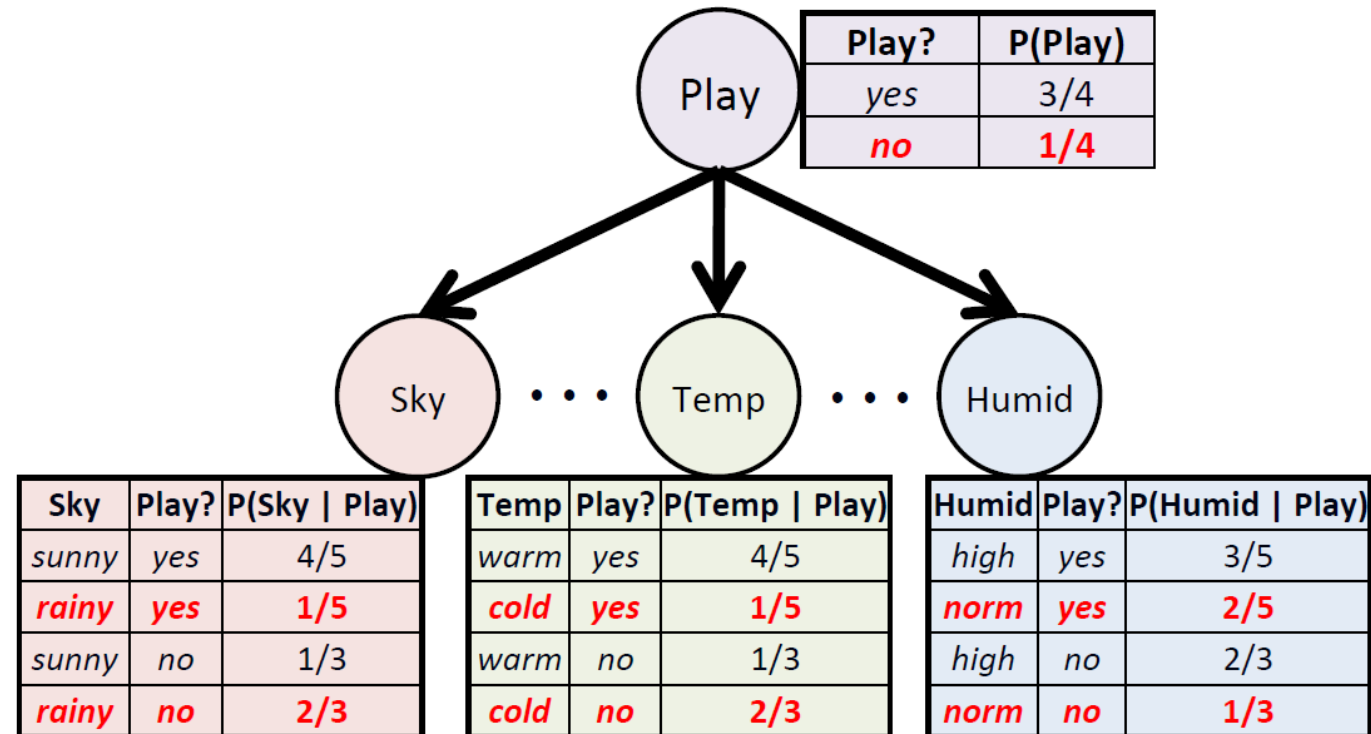 Play
Play? P(Play)
yes 3/4
no 1/4
Sky • • • Temp • • • Humid
Sky Play? P(Sky | Play)
sunny yes 4/5
rainy yes 1/5
sunny no 1/3
rainy no 2/3
Temp Play? P(Temp | Play)
warm yes 4/5
cold yes 1/5
warm no 1/3
cold no 2/3
Humid Play? P(Humid | Play)
high yes 3/5
norm yes 2/5
high no 2/3
norm no 1/3